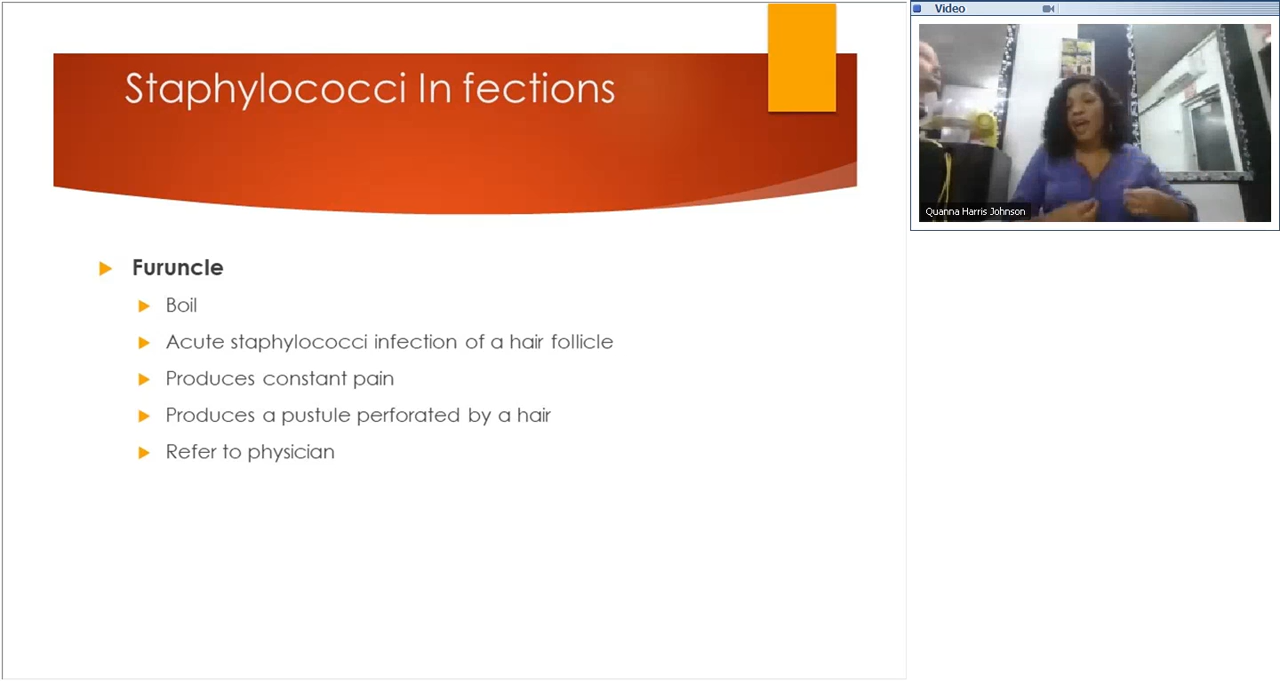 Staphylococci In fections
Furuncle
Boil
Acute staphylococci infection of a hair follicle
Produces constant pain
Produces a pustule perforated by a hair
Refer to physician
Video
Quanna Harris Johnson